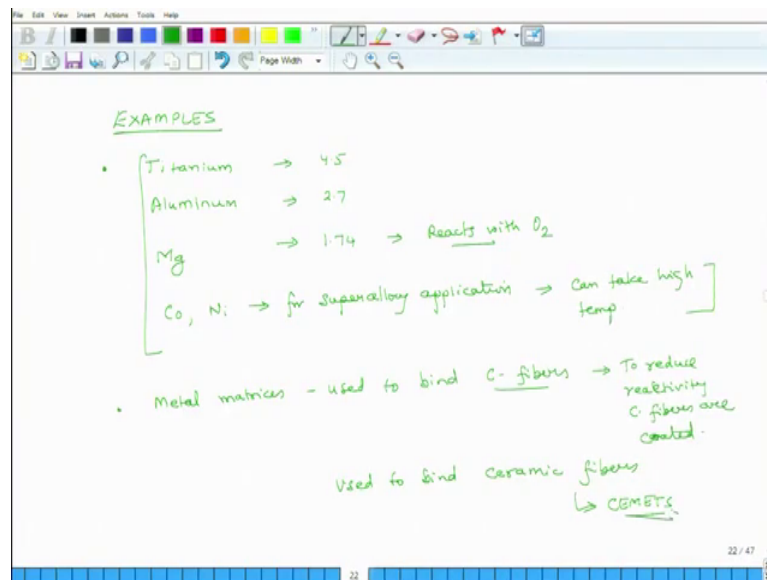 File Edit View Insert Actions Tools Help
B I "
Page Width
EXAMPLES
• Titanium → 4.5
Aluminum → 2.7
Mg → 1.74 → Reacts with O2
Co, Ni → for supercellouy application → Can take high
temp
• Metal matrices - used to bind C- fibers → To reduce
reactivity
C. fibers are
coated.
used to bind ceramic fibers
↳ CEMETS
22 / 47
22